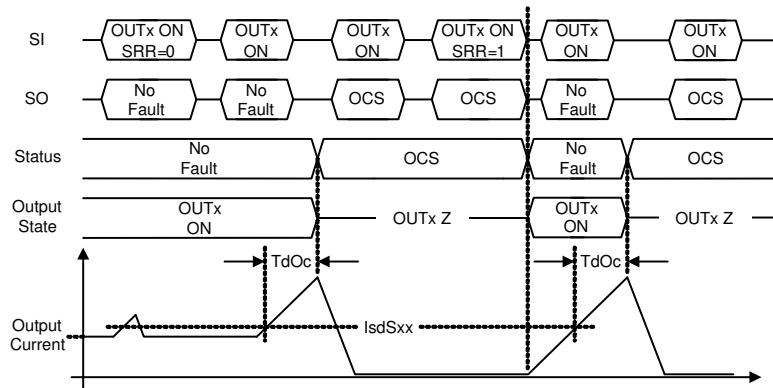 SI
OUTx ON
SRR=0
OUTx
ON
OUTx
ON
OUTx ON
SRR=1
OUTx
ON
OUTx
ON
SO
No
Fault
No
Fault
OCS
OCS
No
Fault
OCS
Status
No
Fault
OCS
No
Fault
OCS
Output
State
OUTx
ON
OUTx Z
OUTx
ON
OUTx Z
TdOc
TdOc
Output
Current
IsdSxx